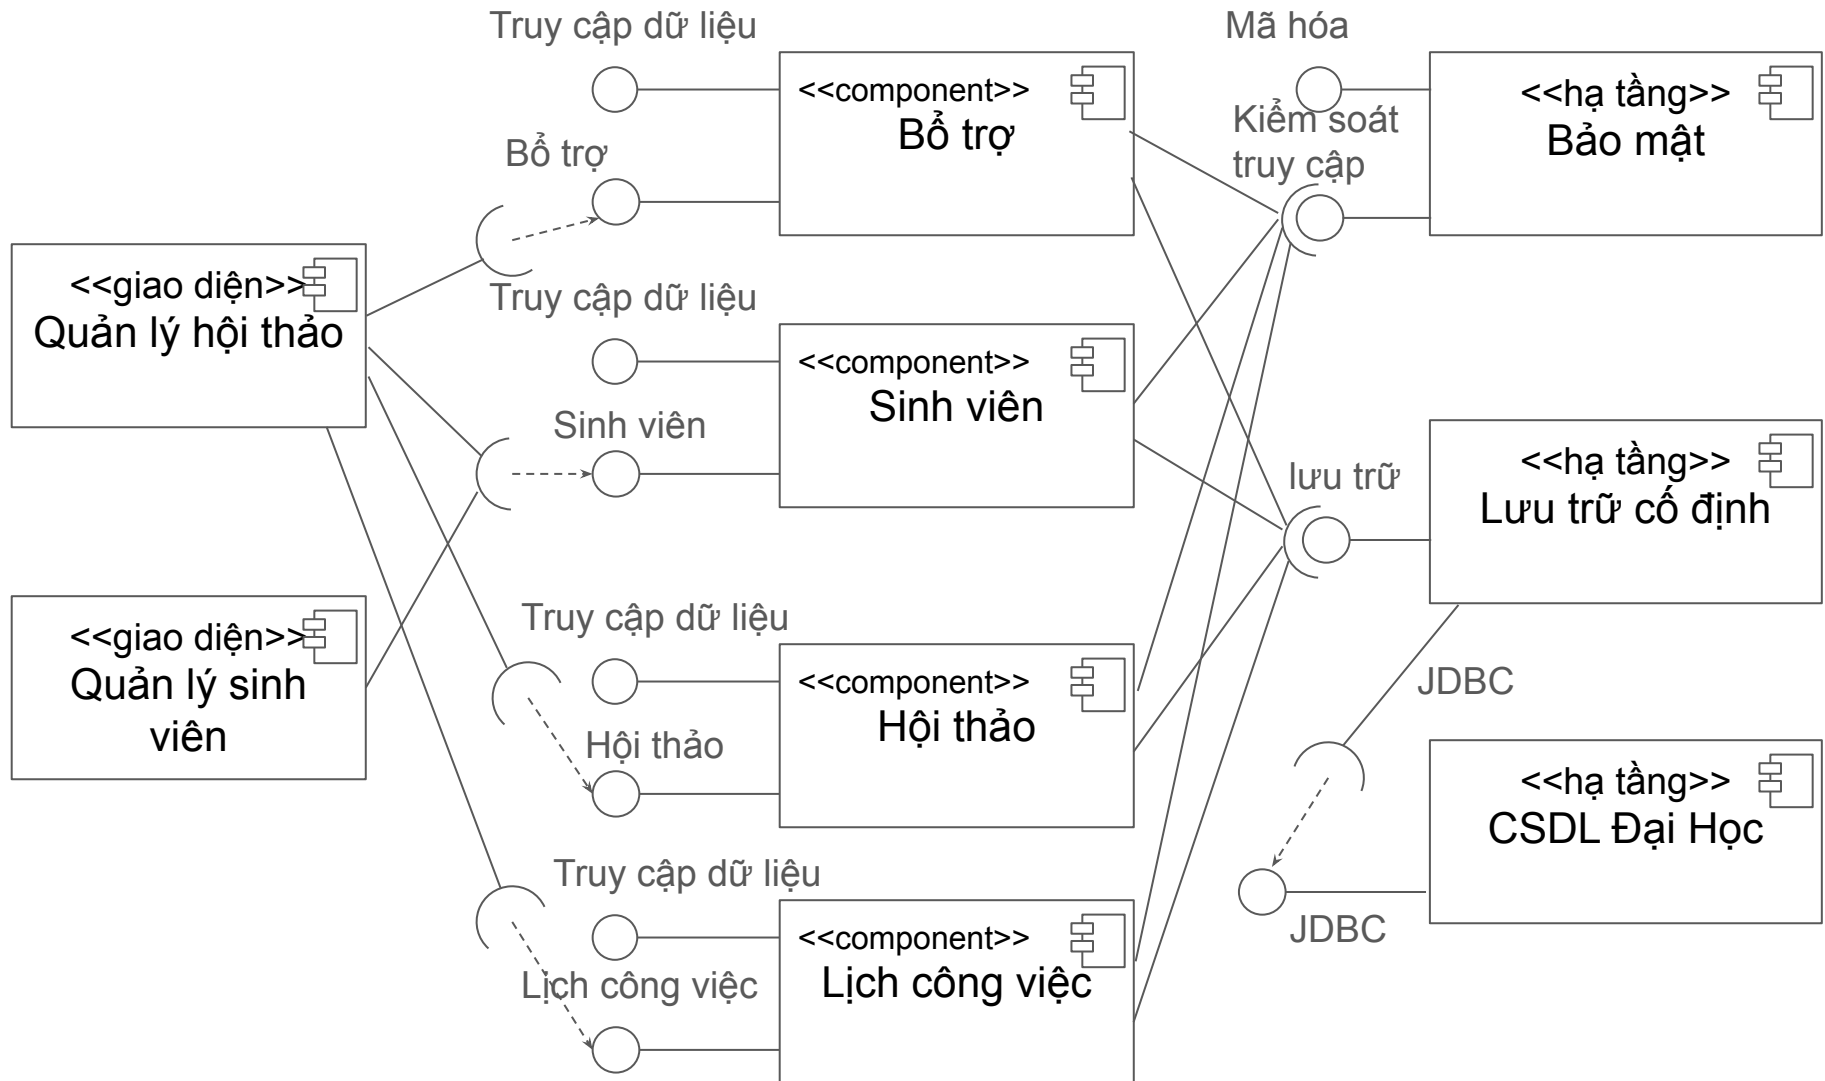 Truy cập dữ liệu
Mã hóa
<<component>>
Bổ trợ
<<hạ tầng>>
Bảo mật
Kiểm soát
truy cập
Bổ trợ
<<giao diện>>
Quản lý hội thảo
Truy cập dữ liệu
<<component>>
Sinh viên
Sinh viên
lưu trữ
<<hạ tầng>>
Lưu trữ cố định
<<giao diện>>
Quản lý sinh
viên
Truy cập dữ liệu
<<component>>
Hội thảo
Hội thảo
JDBC
<<hạ tầng>>
CSDL Đại Học
JDBC
Truy cập dữ liệu
<<component>>
Lịch công việc
Lịch công việc